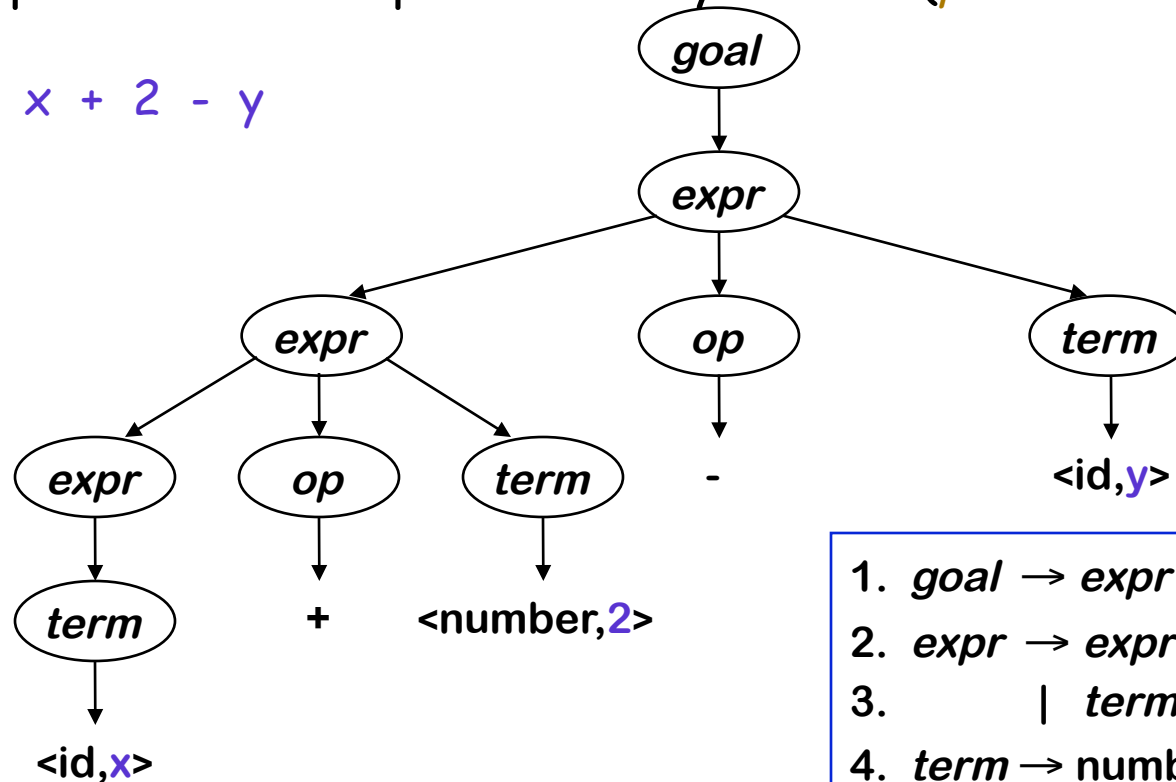 goal
x + 2 - y
expr
expr op term
expr op term - <id,y>
term + <number,2>
<id,x>
1. goal → expr
2. expr → expr
3. | term
4. term → numb